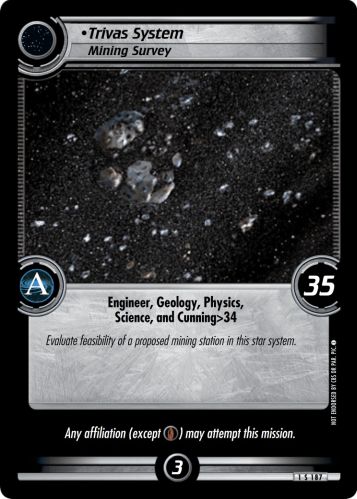 •Trivas System
Mining Survey
A
35
Engineer, Geology, Physics,
Science, and Cunning>34
Evaluate feasibility of a proposed mining station in this star system.
NOT ENDORSED BY CBS OR PAR. PIC
Any affiliation (except ) may attempt this mission.
3
1 S 187